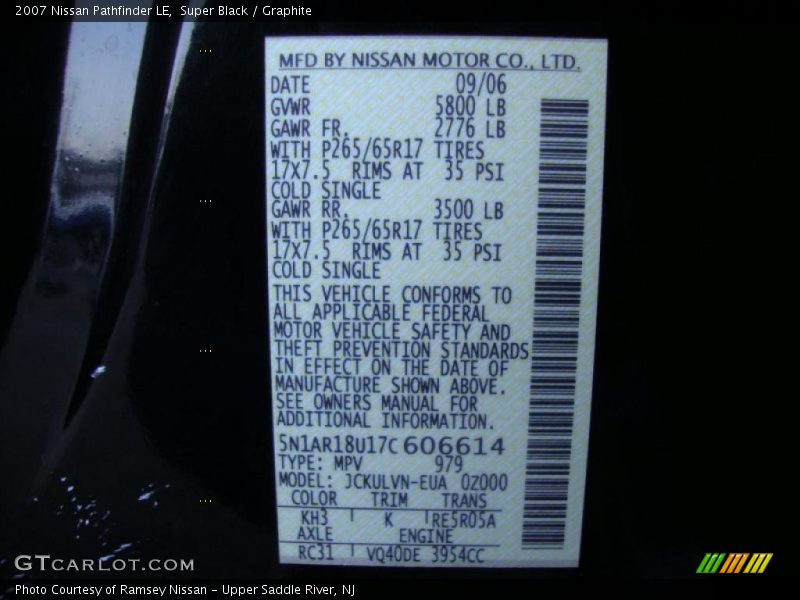 2007 Nissan Pathfinder LE, Super Black / Graphite
MFD BY NISSAN MOTOR CO., LTD.
DATE 09/06
GVWR 5800 LB
GAWR FR. 2776 LB
WITH P265/65R17 TIRES
17X7.5 RIMS AT 35 PSI
COLD SINGLE
GAWR RR. 3500 LB
WITH P265/65R17 TIRES
17X7.5 RIMS AT 35 PSI
COLD SINGLE
THIS VEHICLE CONFORMS TO
ALL APPLICABLE FEDERAL
MOTOR VEHICLE SAFETY AND
THEFT PREVENTION STANDARDS
IN EFFECT ON THE DATE OF
MANUFACTURE SHOWN ABOVE.
SEE OWNERS MANUAL FOR
ADDITIONAL INFORMATION.
5N1AR18U17C606614
TYPE: MPV 979
MODEL: JCKULVN-EUA 0Z000
COLOR TRIM TRANS
KH3 K RE5R05A
AXLE ENGINE
RC31 VQ40DE 3954CC
GTCARLOT.COM
Photo Courtesy of Ramsey Nissan - Upper Saddle River, NJ